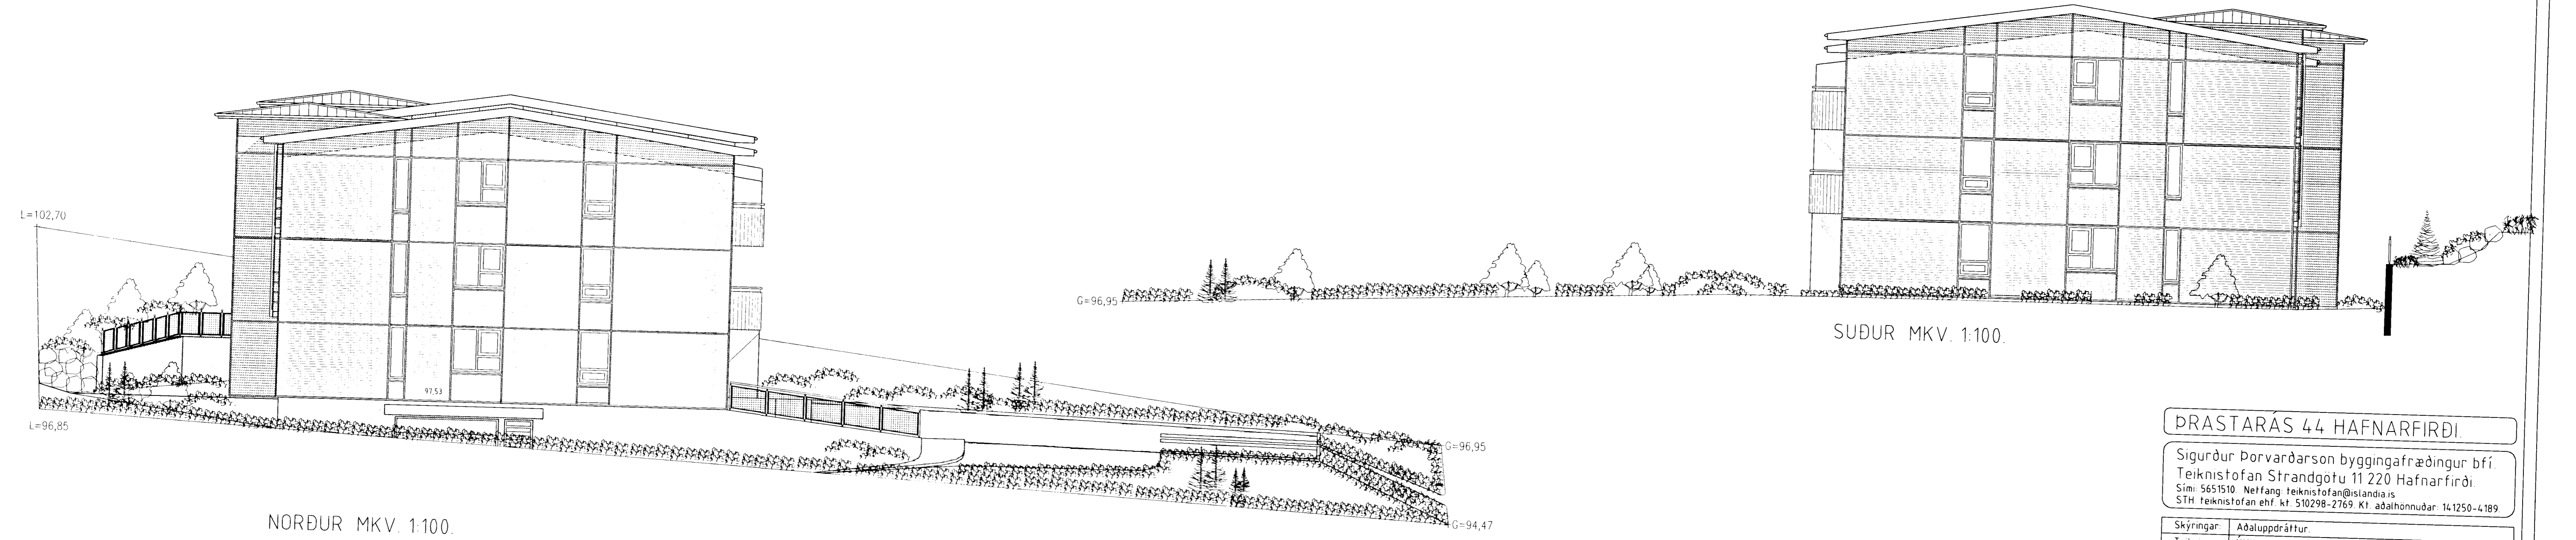 L=102,70
97,53
L=96,85
NORÐUR MKV. 1:100.
G=96,95
G=94,47
G=96,95
SUÐUR MKV. 1:100.
ÞRASTARÁS 44 HAFNARFIRÐI.
Sigurður Þorvarðarson byggingafræðingur bfí.
Teiknistofan Strandgötu 11 220 Hafnarfirði.
Sími: 5651510. Netfang: teiknistofan@islandia.is
STH. teiknistofan ehf. kt. 510298-2769. Kt. aðalhönnuðar: 141250-4189.
Skýringar: Aðaluppdráttur.